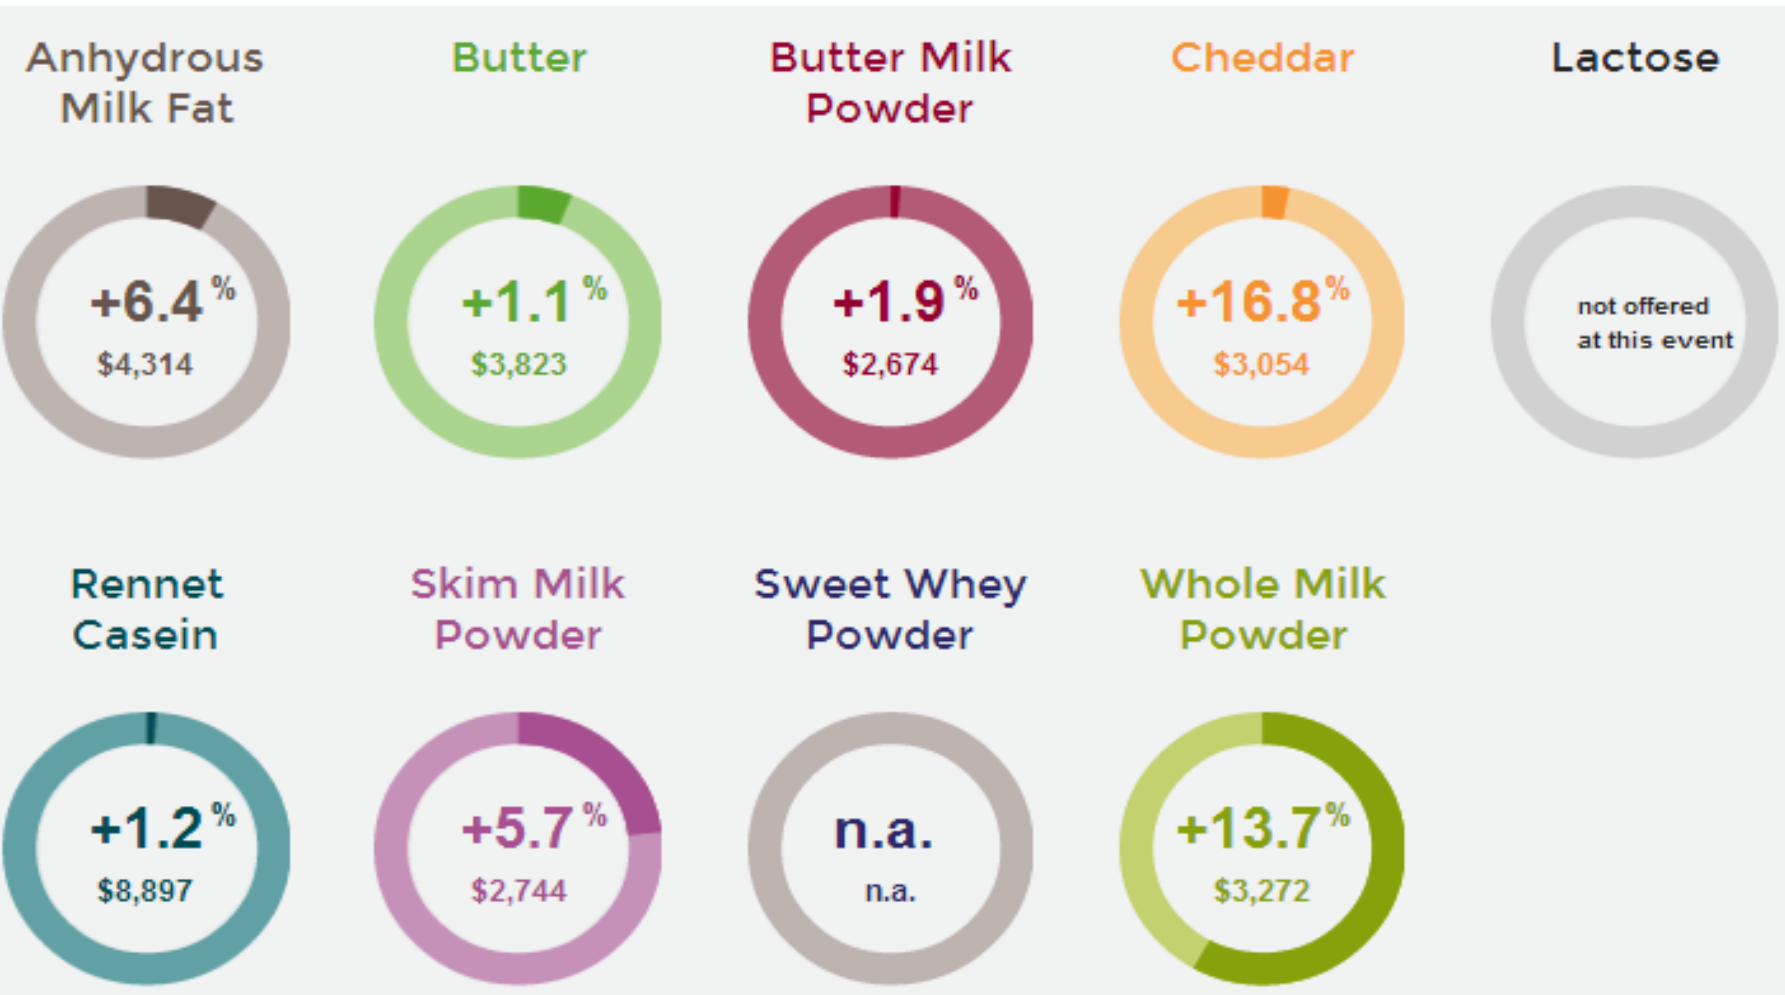 Anhydrous
Milk Fat
Butter
Butter Milk
Powder
Cheddar
Lactose
+6.4%
$4,314
+1.1%
$3,823
+1.9%
$2,674
+16.8%
$3,054
not offered
at this event
Rennet
Casein
Skim Milk
Powder
Sweet Whey
Powder
Whole Milk
Powder
+1.2%
$8,897
+5.7%
$2,744
n.a.
n.a.
+13.7%
$3,272